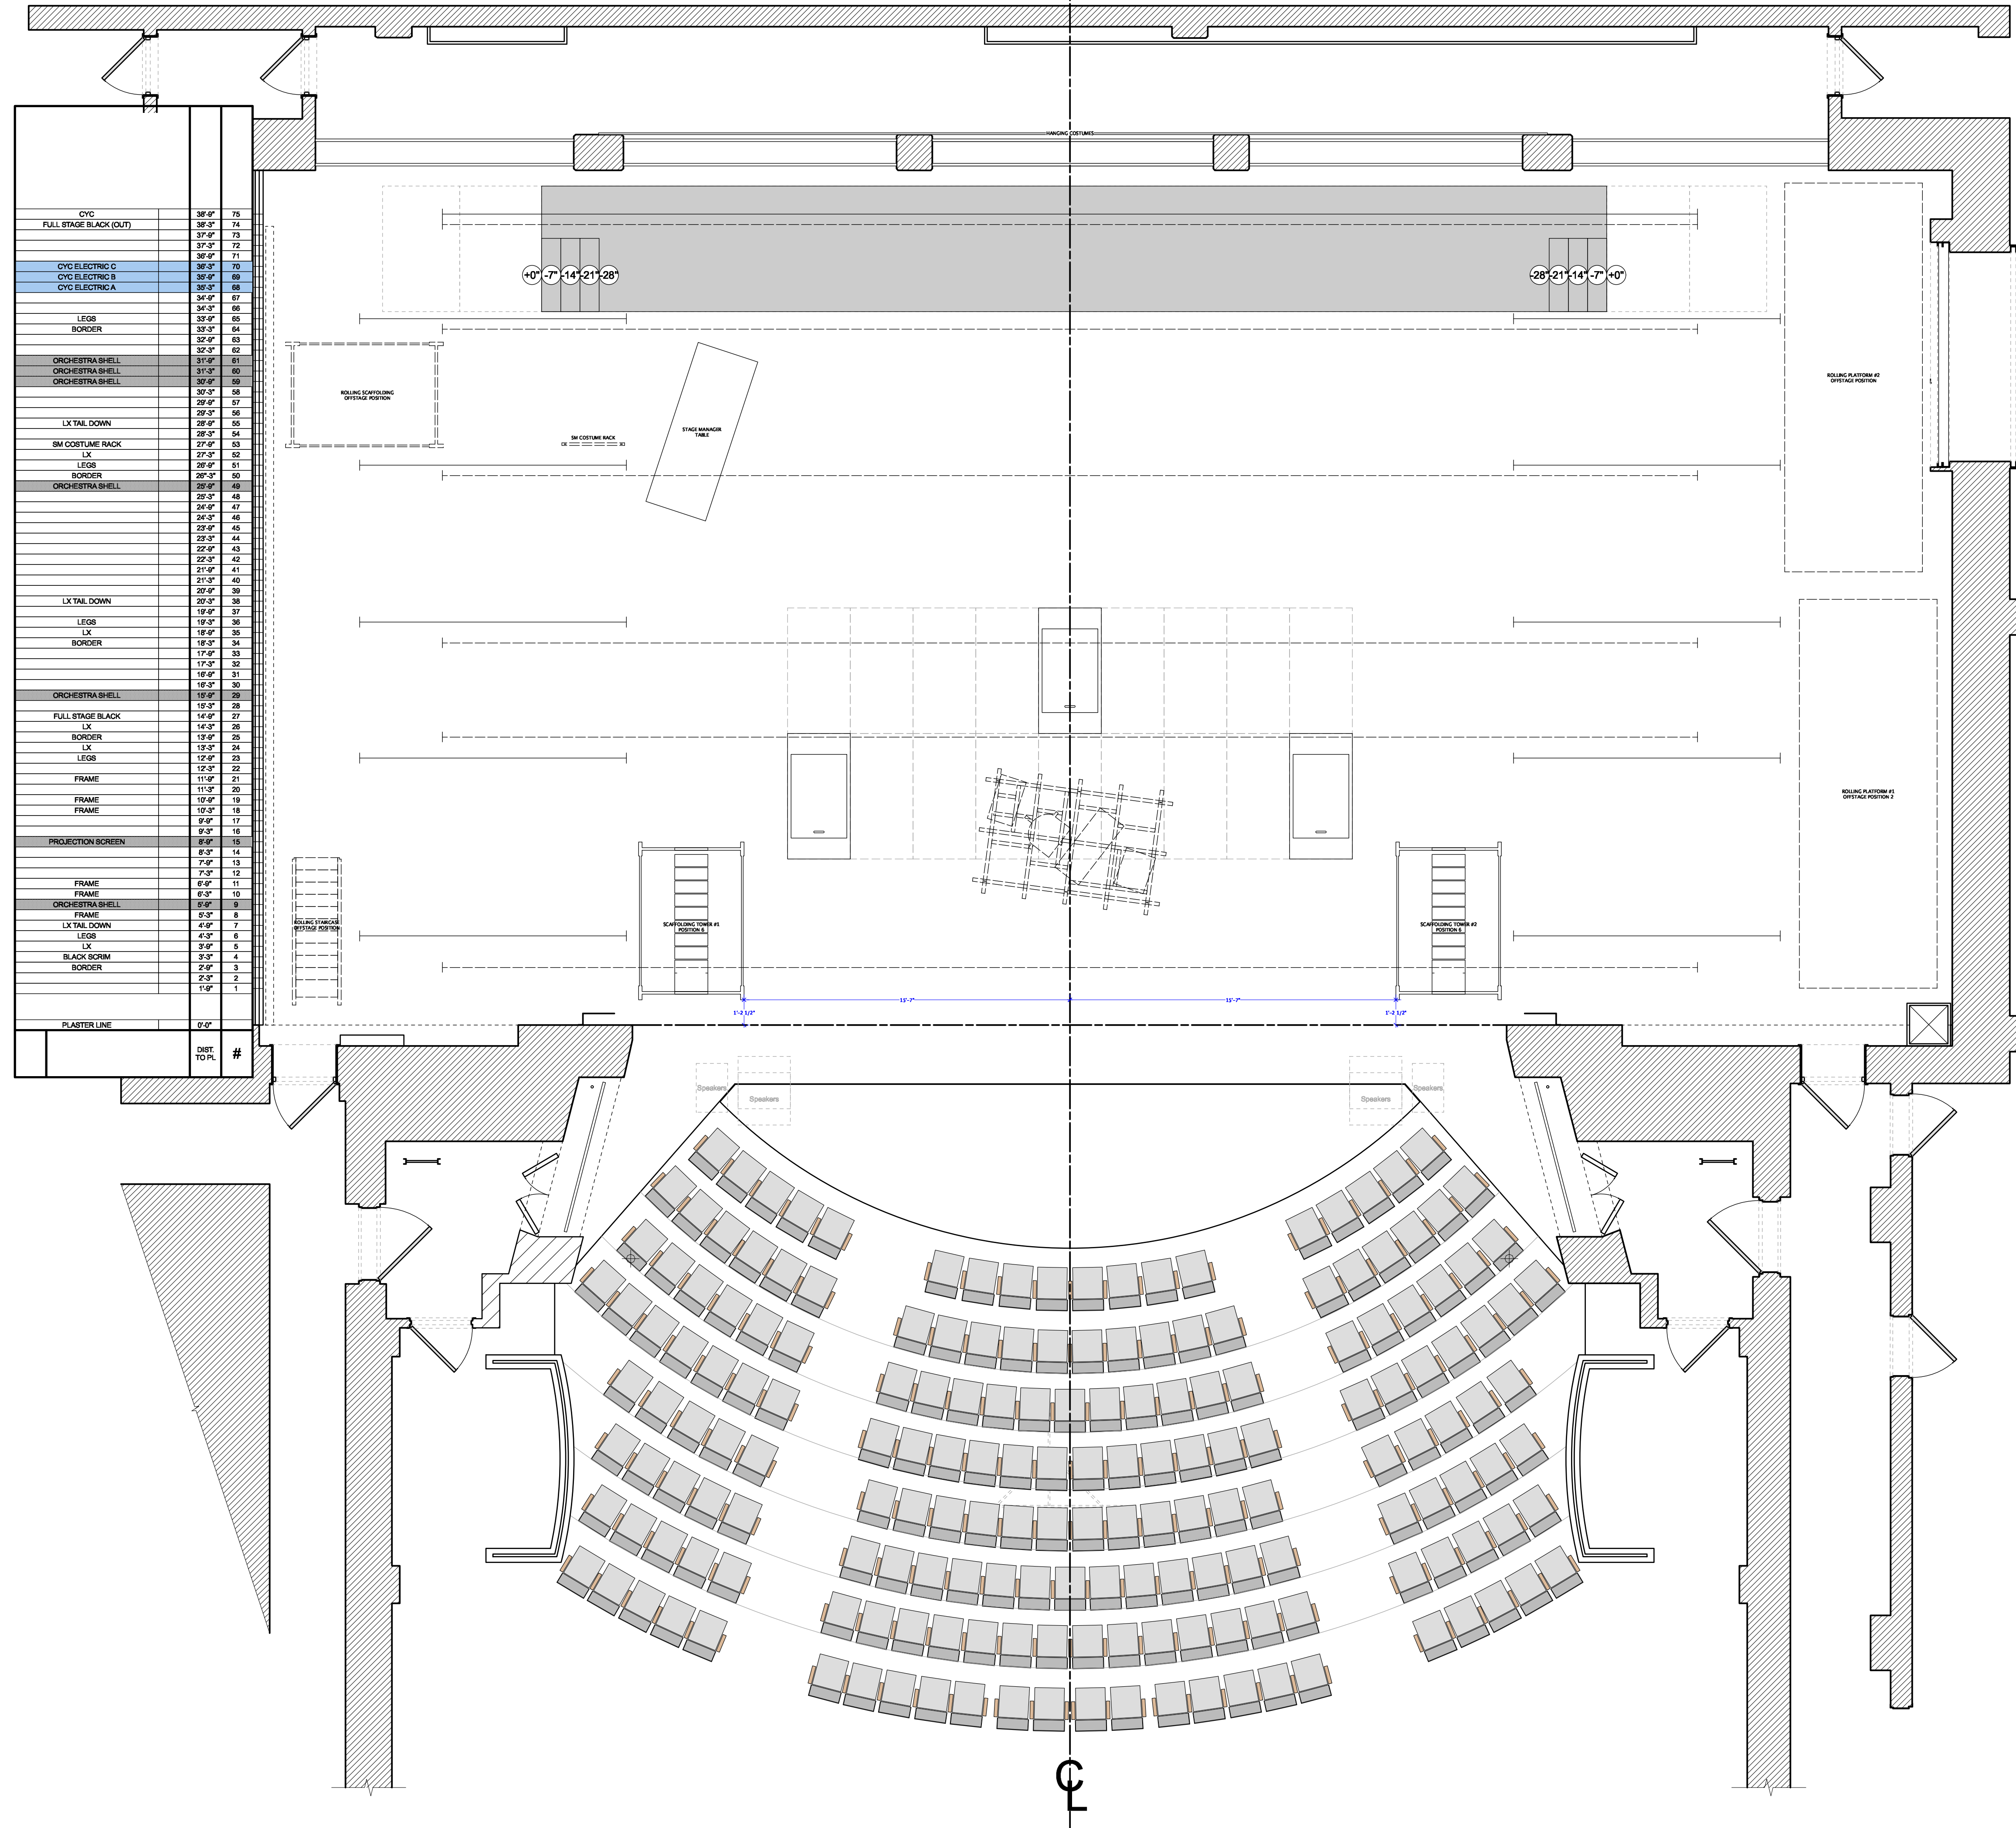 HANGING COSTUMES
CYC 38'-9" 75
FULL STAGE BLACK (OUT) 38'-3" 74
37'-9" 73
37'-3" 72
36'-9" 71
CYC ELECTRIC C 36'-3" 70
CYC ELECTRIC B 35'-9" 69
CYC ELECTRIC A 35'-3" 68
34'-9" 67
34'-3" 66
LEGS 33'-9" 65
BORDER 33'-3" 64
32'-9" 63
32'-3" 62
ORCHESTRA SHELL 31'-9" 61
ORCHESTRA SHELL 31'-3" 60
ORCHESTRA SHELL 30'-9" 59
30'-3" 58
29'-9" 57
29'-3" 56
LX TAIL DOWN 28'-9" 55
28'-3" 54
SM COSTUME RACK 27'-9" 53
LX 27'-3" 52
LEGS 26'-9" 51
BORDER 26"-3" 50
ORCHESTRA SHELL 25'-9" 49
25'-3" 48
24'-9" 47
24'-3" 46
23'-9" 45
23'-3" 44
22'-9" 43
22'-3" 42
21'-9" 41
21'-3" 40
20'-9" 39
LX TAIL DOWN 20'-3" 38
19'-9" 37
LEGS 19'-3" 36
LX 18'-9" 35
BORDER 18'-3" 34
17'-9" 33
17'-3" 32
16'-9" 31
16'-3" 30
ORCHESTRA SHELL 15'-9" 29
15'-3" 28
FULL STAGE BLACK 14'-9" 27
LX 14'-3" 26
BORDER 13'-9" 25
LX 13'-3" 24
LEGS 12'-9" 23
12'-3" 22
FRAME 11'-9" 21
11'-3" 20
FRAME 10'-9" 19
FRAME 10'-3" 18
9'-9" 17
9'-3" 16
PROJECTION SCREEN 8'-9" 15
8'-3" 14
7'-9" 13
7'-3" 12
FRAME 6'-9" 11
FRAME 6'-3" 10
ORCHESTRA SHELL 5'-9" 9
FRAME 5'-3" 8
LX TAIL DOWN 4'-9" 7
LEGS 4'-3" 6
LX 3'-9" 5
BLACK SCRIM 3'-3" 4
BORDER 2'-9" 3
2'-3" 2
1'-9" 1
PLASTER LINE 0'-0"
DIST.
TO PL #
+0" -7" -14" -21" -28"
-28" -21" -14" -7" +0"
ROLLING SCAFFOLDING
OFFSTAGE POSITION
SM COSTUME RACK
STAGE MANAGER
TABLE
ROLLING PLATFORM #2
OFFSTAGE POSITION
ROLLING PLATFORM #1
OFFSTAGE POSITION 2
ROLLING STAIRCASE
OFFSTAGE POSITION
SCAFFOLDING TOWER #1
POSITION 6
SCAFFOLDING TOWER #2
POSITION 6
15'-7" 15'-7"
1'-2 1/2" 1'-2 1/2"
Speakers
Speakers
Speakers
Speakers
CL